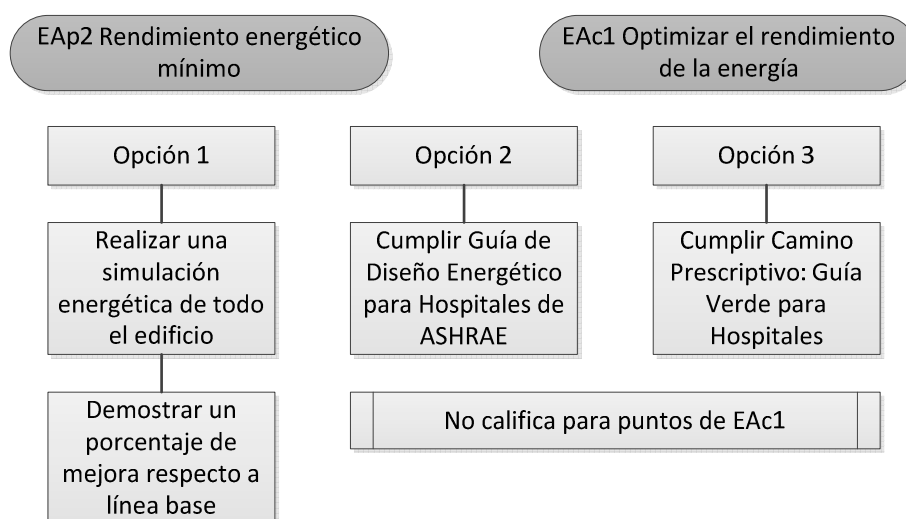 EAp2 Rendimiento energético
mínimo
EAc1 Optimizar el rendimiento
de la energía
Opción 1
Opción 2
Opción 3
Realizar una
simulación
energética de todo
el edificio
Cumplir Guía de
Diseño Energético
para Hospitales de
ASHRAE
Cumplir Camino
Prescriptivo: Guía
Verde para
Hospitales
Demostrar un
porcentaje de
mejora respecto a
línea base
No califica para puntos de EAc1